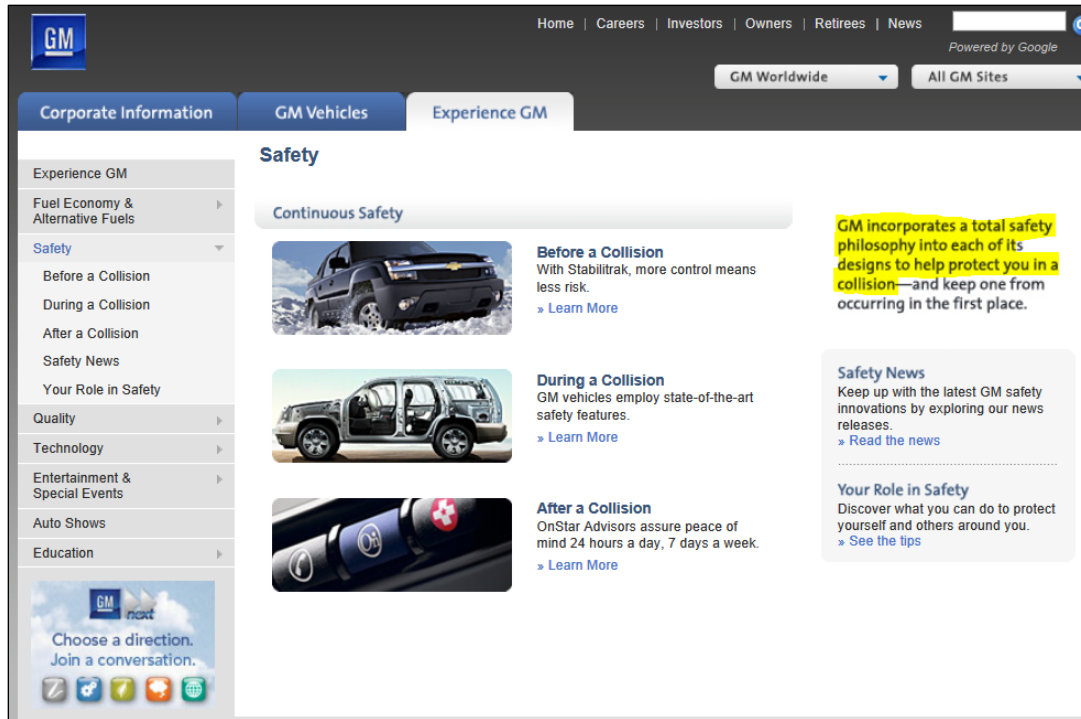 GM
Home | Careers | Investors | Owners | Retirees | News
Powered by Google
GM Worldwide
All GM Sites
Corporate Information
GM Vehicles
Experience GM
Experience GM
Fuel Economy &
Alternative Fuels
Safety
Before a Collision
During a Collision
After a Collision
Safety News
Your Role in Safety
Quality
Technology
Entertainment &
Special Events
Auto Shows
Education
GM
next
Choose a direction.
Join a conversation.
Safety
Continuous Safety
Before a Collision
With Stabilitrak, more control means
less risk.
» Learn More
During a Collision
GM vehicles employ state-of-the-art
safety features.
» Learn More
After a Collision
OnStar Advisors assure peace of
mind 24 hours a day, 7 days a week.
» Learn More
GM incorporates a total safety
philosophy into each of its
designs to help protect you in a
collision—and keep one from
occurring in the first place.
Safety News
Keep up with the latest GM safety
innovations by exploring our news
releases.
» Read the news
Your Role in Safety
Discover what you can do to protect
yourself and others around you.
» See the tips